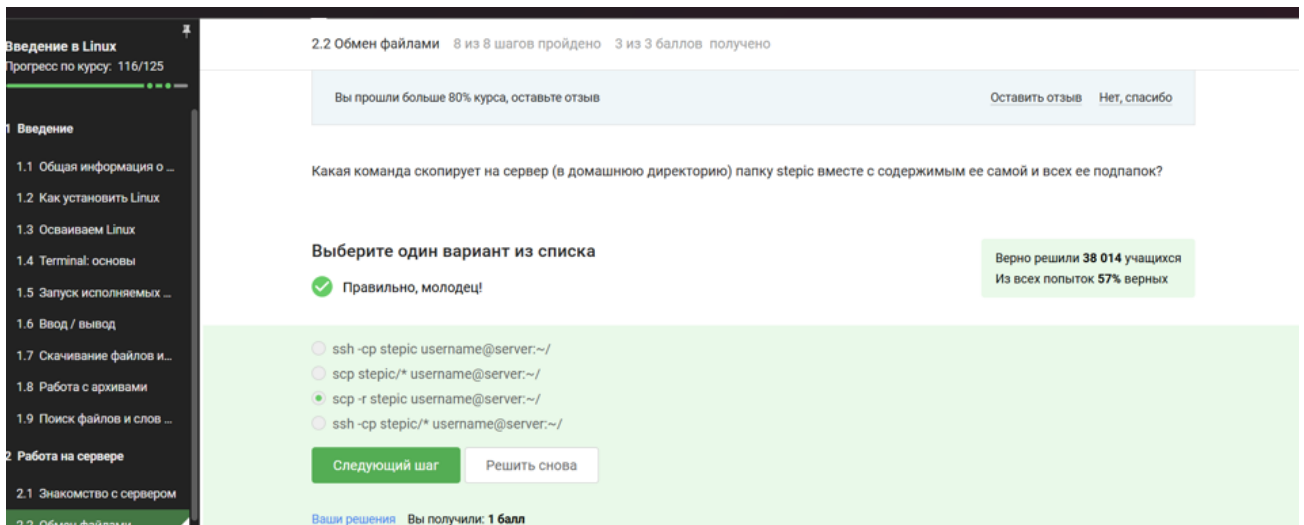 Введение в Linux
Прогресс по курсу: 116/125
1 Введение
1.1 Общая информация о ...
1.2 Как установить Linux
1.3 Осваиваем Linux
1.4 Terminal: основы
1.5 Запуск исполняемых ...
1.6 Ввод / вывод
1.7 Скачивание файлов и...
1.8 Работа с архивами
1.9 Поиск файлов и слов ...
2 Работа на сервере
2.1 Знакомство с сервером
2.2 Обмен файлами
2.2 Обмен файлами 8 из 8 шагов пройдено 3 из 3 баллов получено
Вы прошли больше 80% курса, оставьте отзыв Оставить отзыв Нет, спасибо
Какая команда скопирует на сервер (в домашнюю директорию) папку stepic вместе с содержимым ее самой и всех ее подпапок?
Выберите один вариант из списка
Правильно, молодец!
Верно решили 38 014 учащихся
Из всех попыток 57% верных
ssh -cp stepic username@server:~/
scp stepic/* username@server:~/
scp -r stepic username@server:~/
ssh -cp stepic/* username@server:~/
Следующий шаг Решить снова
Ваши решения Вы получили: 1 балл